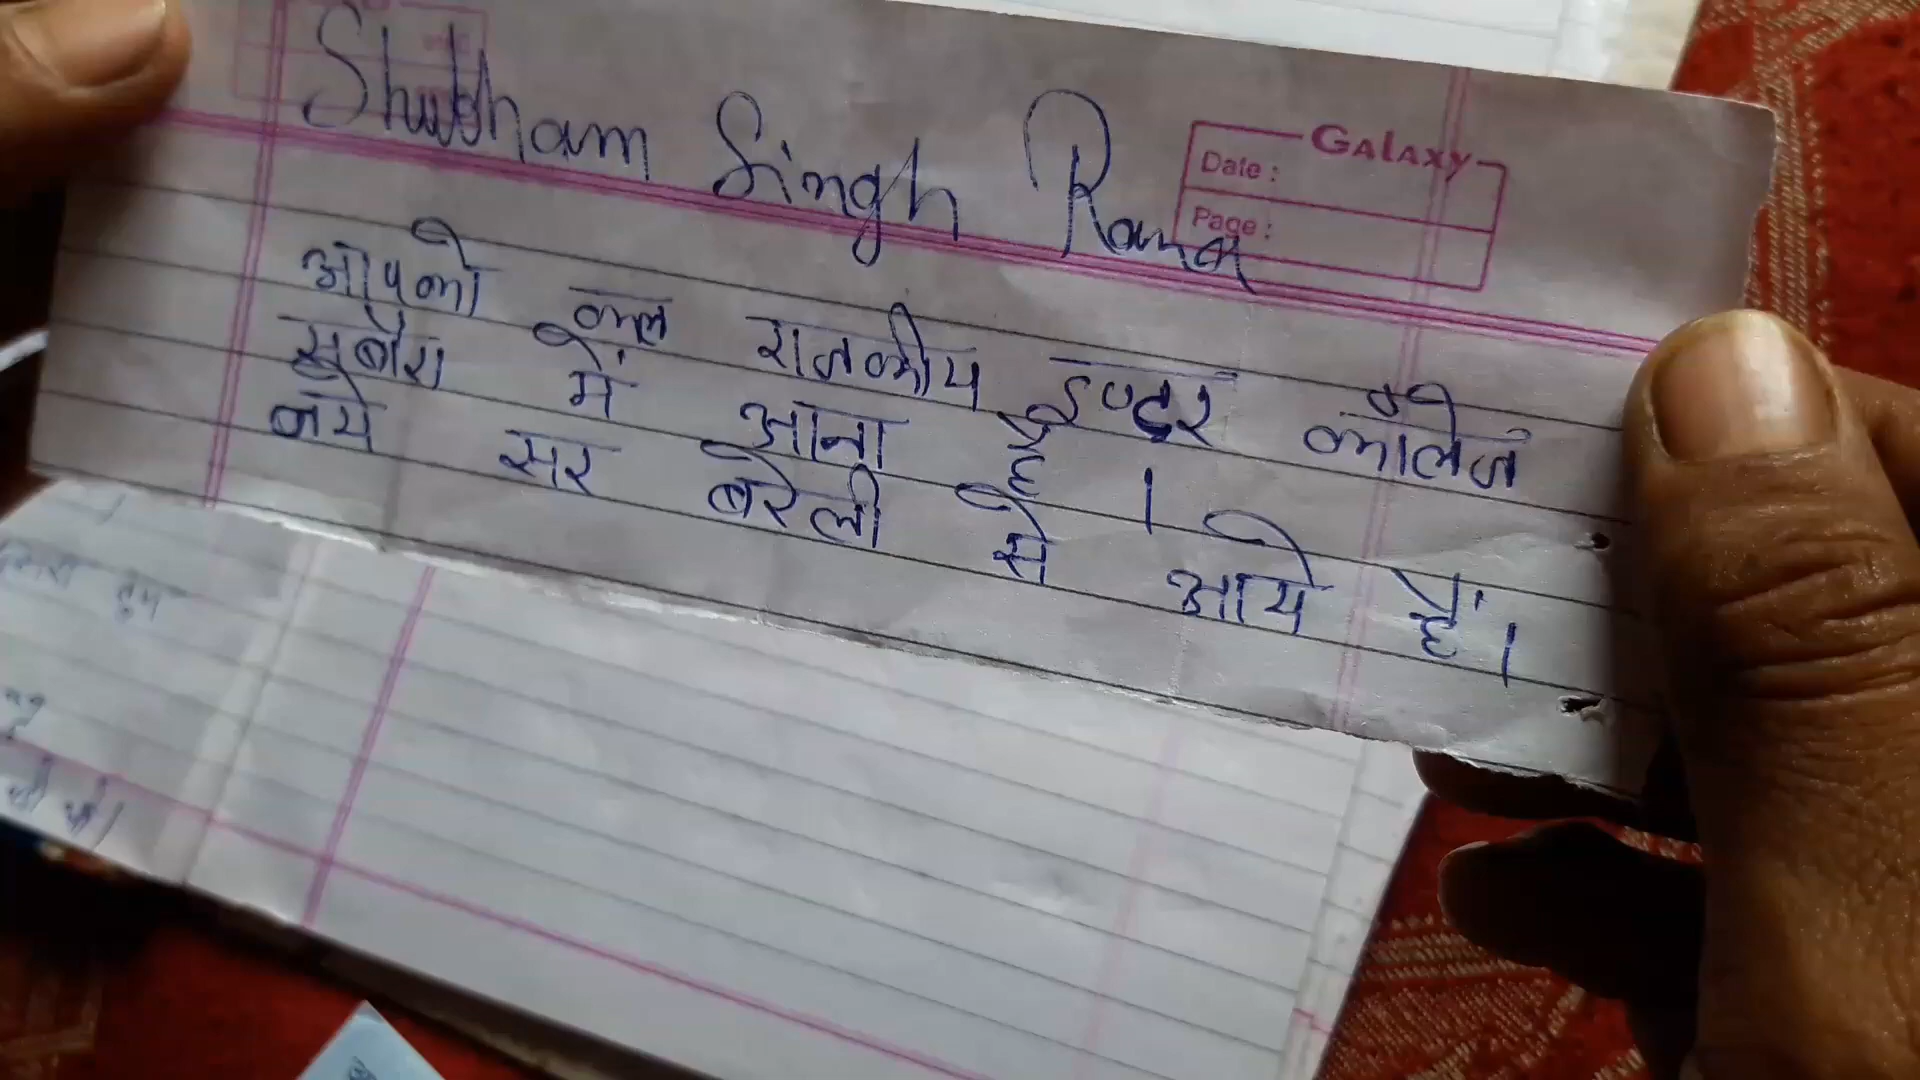 Shubham Singh Rana
GALAXY
Date :
Page :
आपको कल राजकीय इण्टर कॉलेज
सुबौरा में आना है ।
नये सर बरेली से आये हैं ।